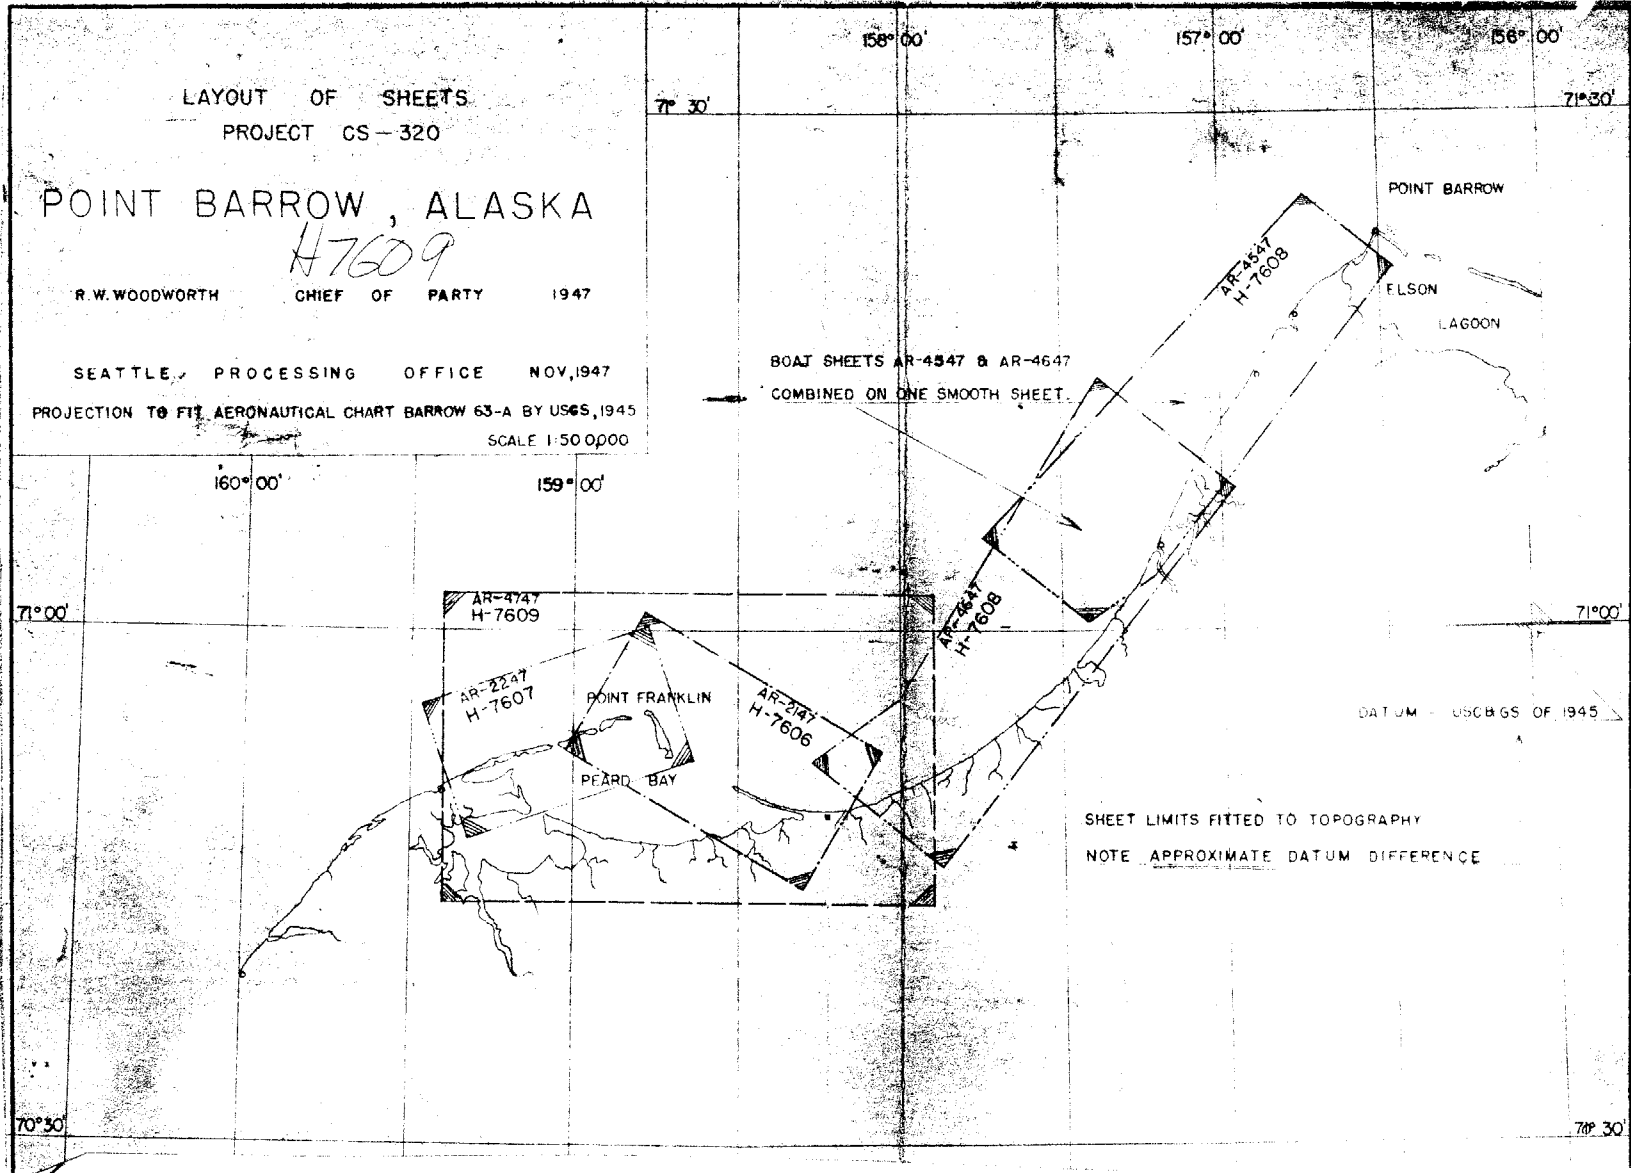 158° 00'
157° 00'
156° 00'
LAYOUT OF SHEETS
PROJECT CS-320
71° 30'
71° 30'
POINT BARROW, ALASKA
H7609
R.W. WOODWORTH CHIEF OF PARTY 1947
SEATTLE, PROCESSING OFFICE NOV, 1947
PROJECTION TO FIT AERONAUTICAL CHART BARROW 63-A BY USGS, 1945
SCALE 1:500,000
POINT BARROW
AR-4547
H-7608
ELSON
LAGOON
BOAT SHEETS AR-4547 & AR-4647
COMBINED ON ONE SMOOTH SHEET.
160° 00'
159° 00'
71° 00'
AR-4747
H-7609
AR-4647
H-7608
71° 00'
AR-2247
H-7607
POINT FRANKLIN
AR-2147
H-7606
DATUM - USC&GS OF 1945
PEARD BAY
SHEET LIMITS FITTED TO TOPOGRAPHY
NOTE APPROXIMATE DATUM DIFFERENCE
70° 30'